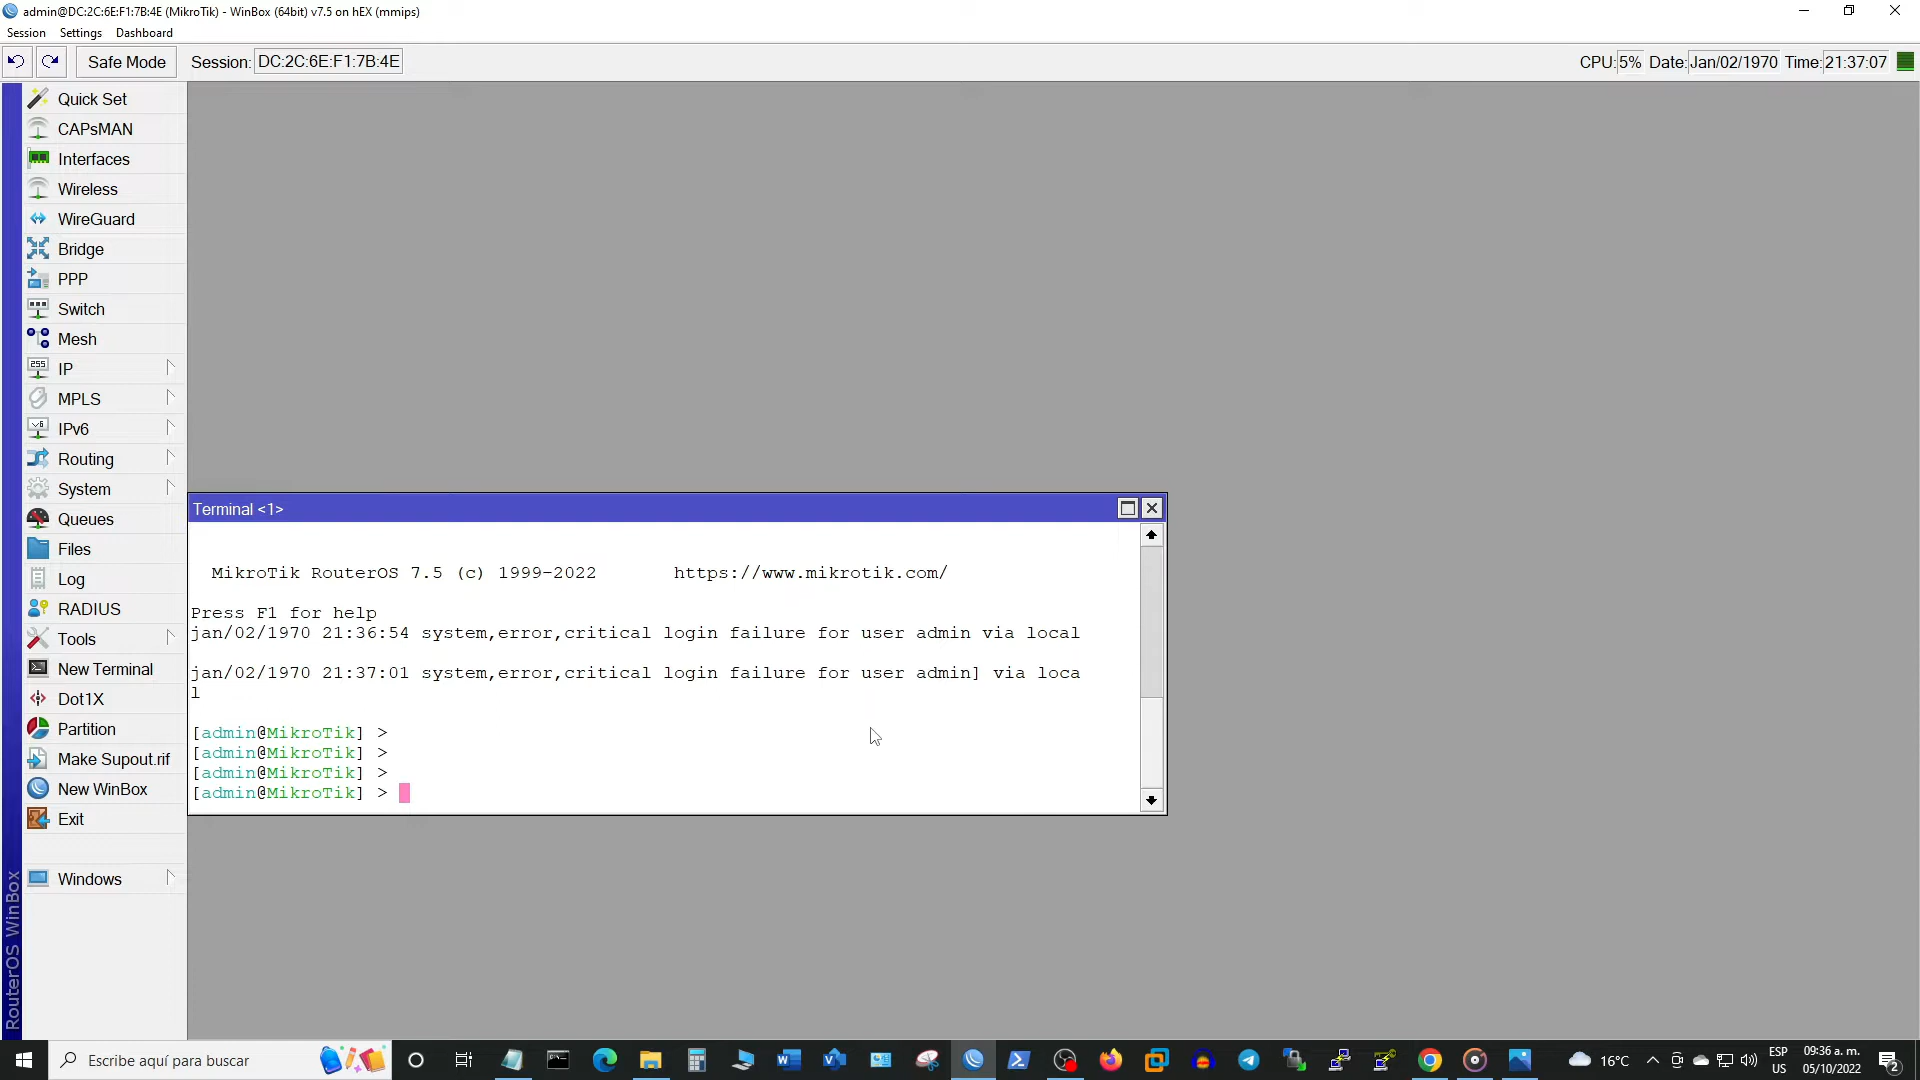 admin@DC:2C:6E:F1:7B:4E (MikroTik) - WinBox (64bit) v7.5 on hEX (mmips)
Session Settings Dashboard
Safe Mode Session: DC:2C:6E:F1:7B:4E CPU:5% Date:Jan/02/1970 Time:21:37:07
Quick Set
CAPsMAN
Interfaces
Wireless
WireGuard
Bridge
PPP
Switch
Mesh
255 IP
MPLS
v6 IPv6
Routing
System
Queues
Files
Log
RADIUS
Tools
New Terminal
Dot1X
Partition
Make Supout.rif
New WinBox
Exit
Windows
RouterOS WinBox
Terminal <1>
MikroTik RouterOS 7.5 (c) 1999-2022 https://www.mikrotik.com/
Press F1 for help
jan/02/1970 21:36:54 system,error,critical login failure for user admin via local
jan/02/1970 21:37:01 system,error,critical login failure for user admin] via loca
l
[admin@MikroTik] >
[admin@MikroTik] >
[admin@MikroTik] >
[admin@MikroTik] >
Escribe aquí para buscar
16°C
ESP
US
09:36 a. m.
05/10/2022
2